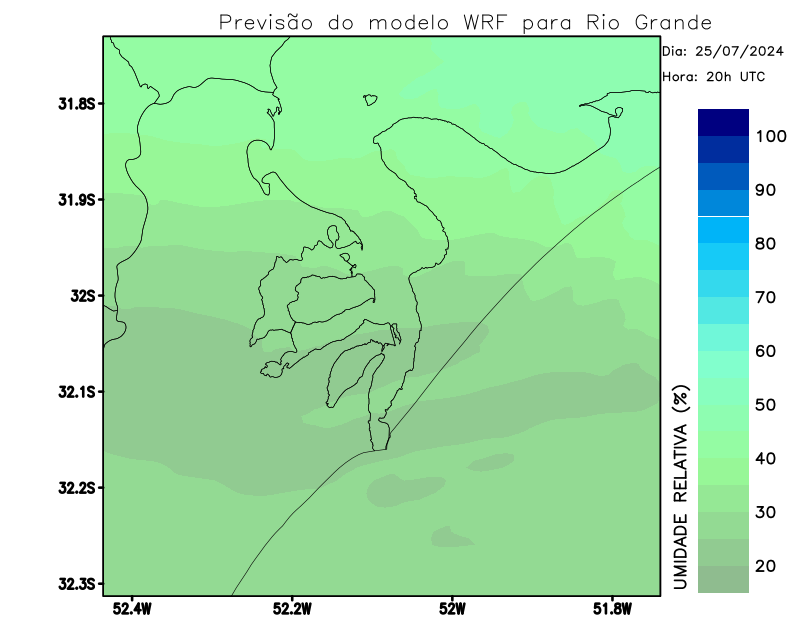 Previsão do modelo WRF para Rio Grande
Dia: 25/07/2024
Hora: 20h UTC
31.8S
31.9S
32S
32.1S
32.2S
32.3S
52.4W
52.2W
52W
51.8W
UMIDADE RELATIVA (%)
100
90
80
70
60
50
40
30
20